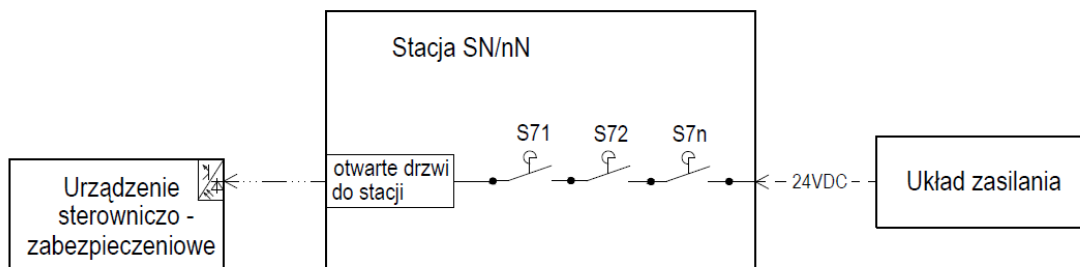 Stacja SN/nN
S71
S72
S7n
otwarte drzwi
do stacji
24VDC
Układ zasilania
Urządzenie
sterowniczo -
zabezpieczeniowe